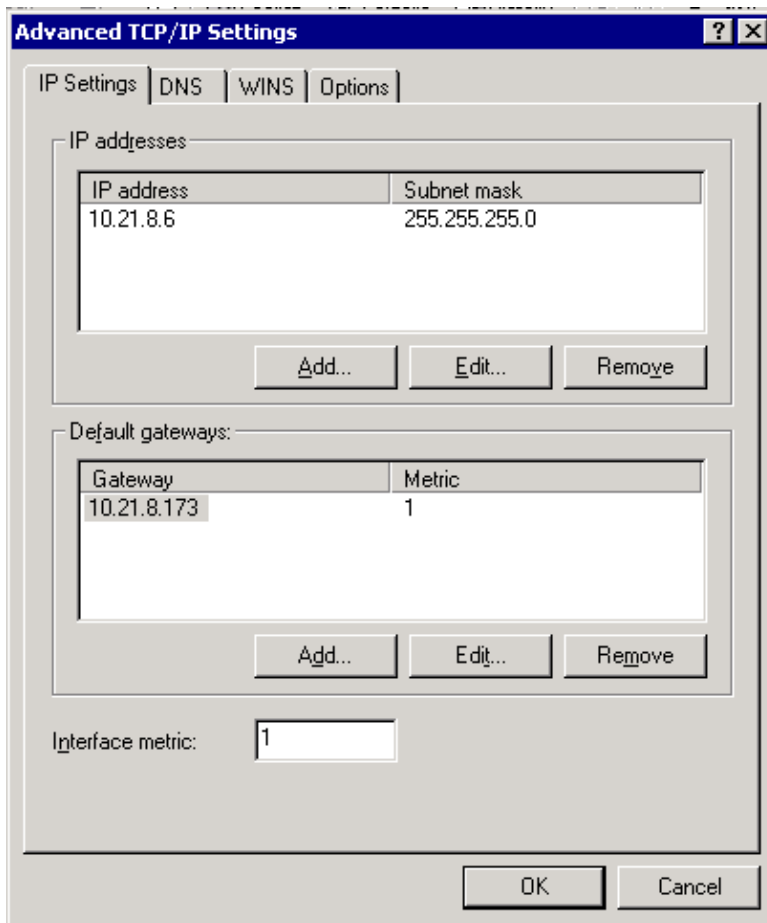 Advanced TCP/IP Settings
IP Settings DNS WINS Options
IP addresses
IP address Subnet mask
10.21.8.6 255.255.255.0
Add... Edit... Remove
Default gateways:
Gateway Metric
10.21.8.173 1
Add... Edit... Remove
Interface metric: 1
OK Cancel